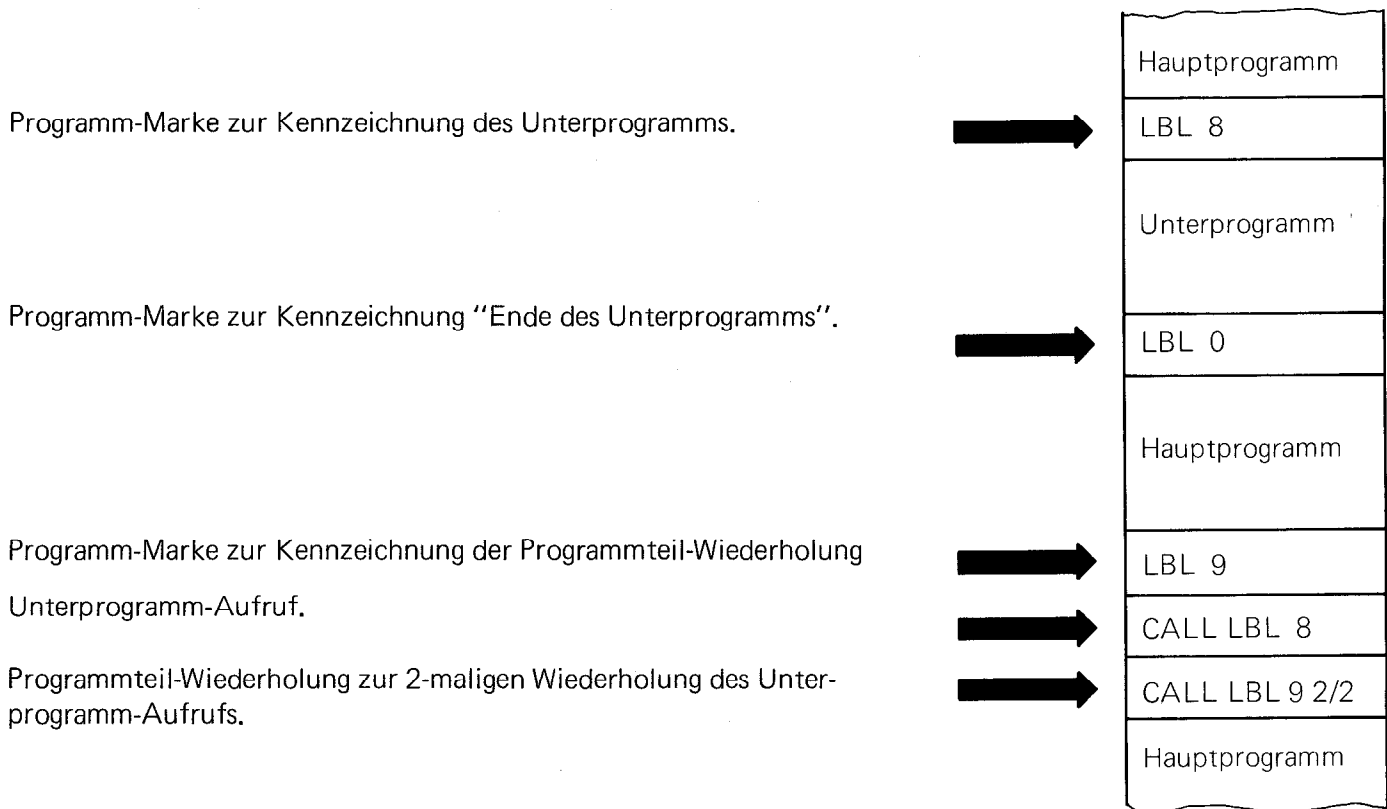 Hauptprogramm
Programm-Marke zur Kennzeichnung des Unterprogramms.
LBL 8
Unterprogramm
Programm-Marke zur Kennzeichnung "Ende des Unterprogramms".
LBL 0
Hauptprogramm
Programm-Marke zur Kennzeichnung der Programmteil-Wiederholung
LBL 9
Unterprogramm-Aufruf.
CALL LBL 8
Programmteil-Wiederholung zur 2-maligen Wiederholung des Unter-
programm-Aufrufs.
CALL LBL 9 2/2
Hauptprogramm